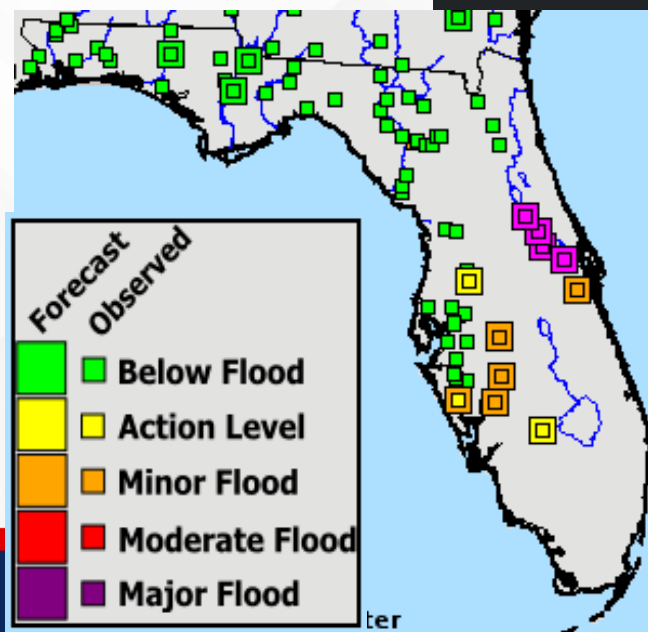 Forecast
Observed
Below Flood
Action Level
Minor Flood
Moderate Flood
Major Flood
ter